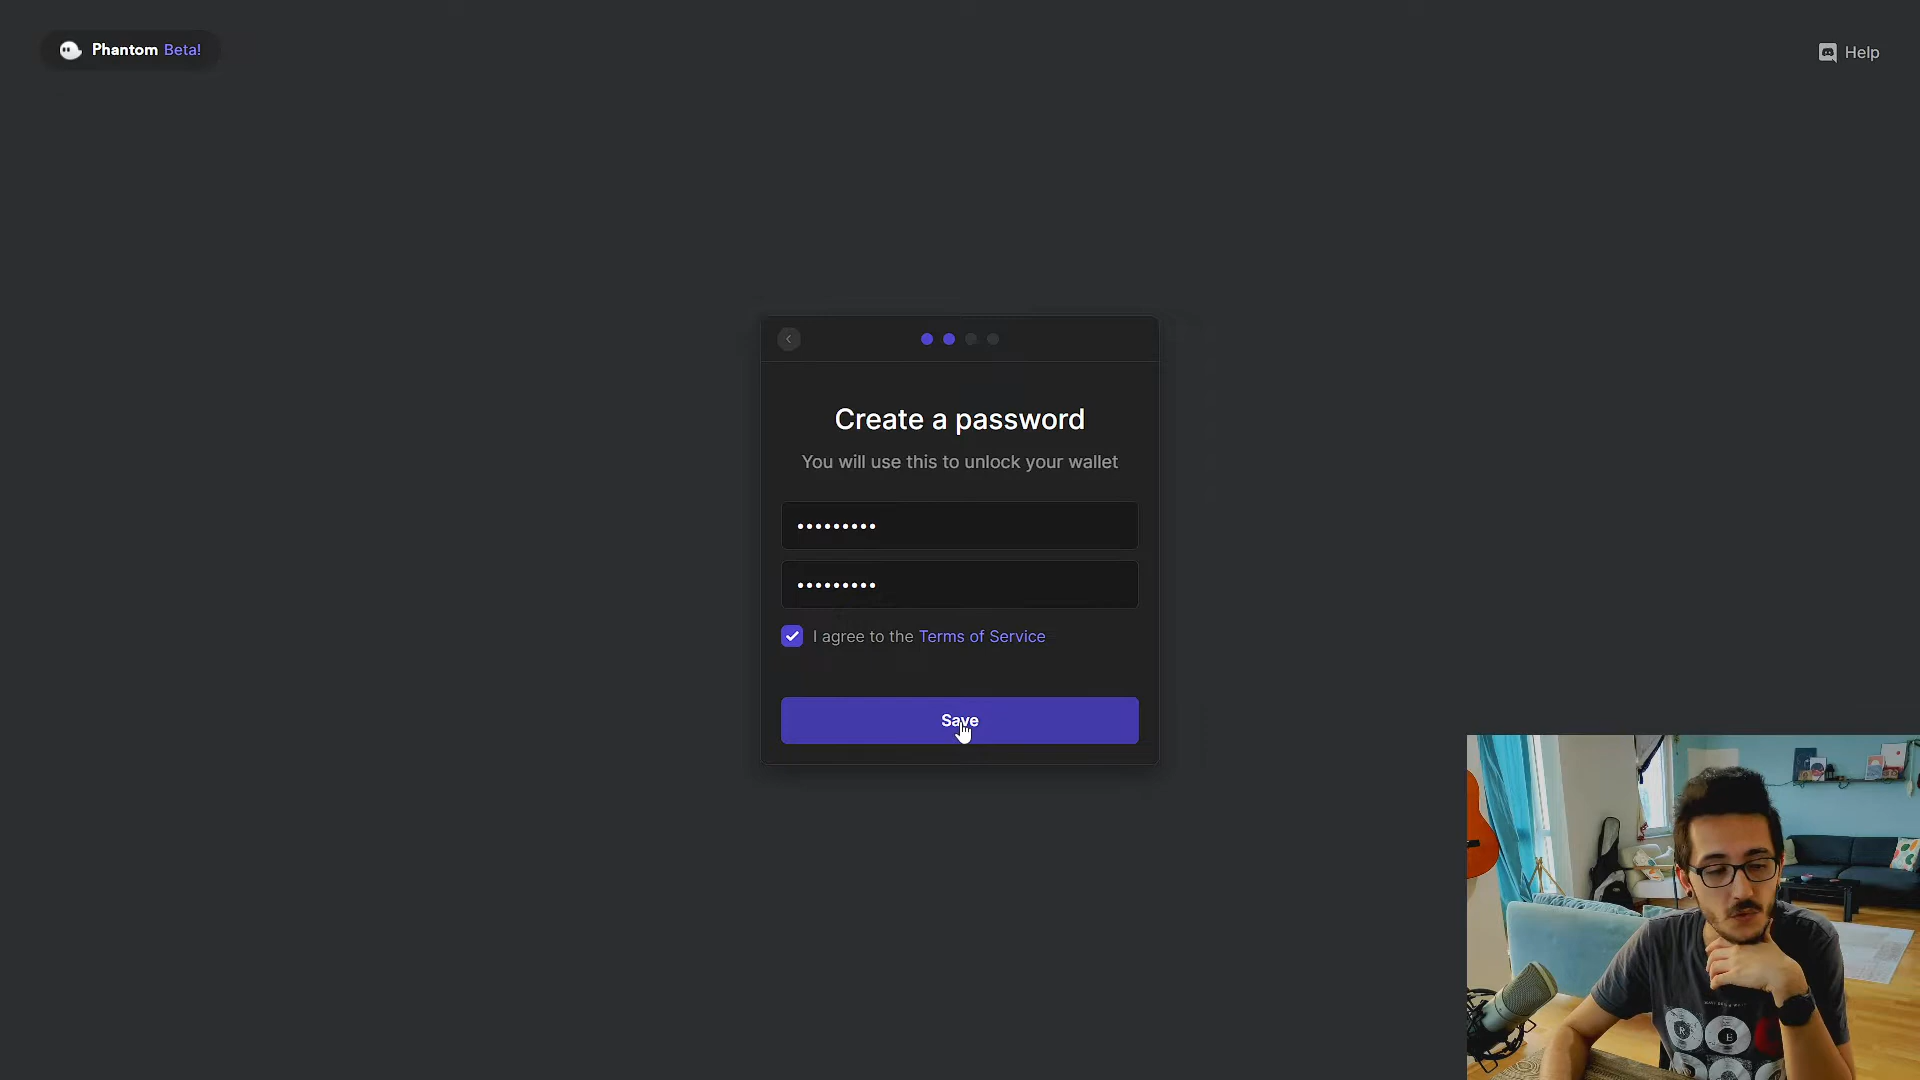 Phantom Beta!
Help
Create a password
You will use this to unlock your wallet
•••••••••
•••••••••
I agree to the Terms of Service
Save
R
E